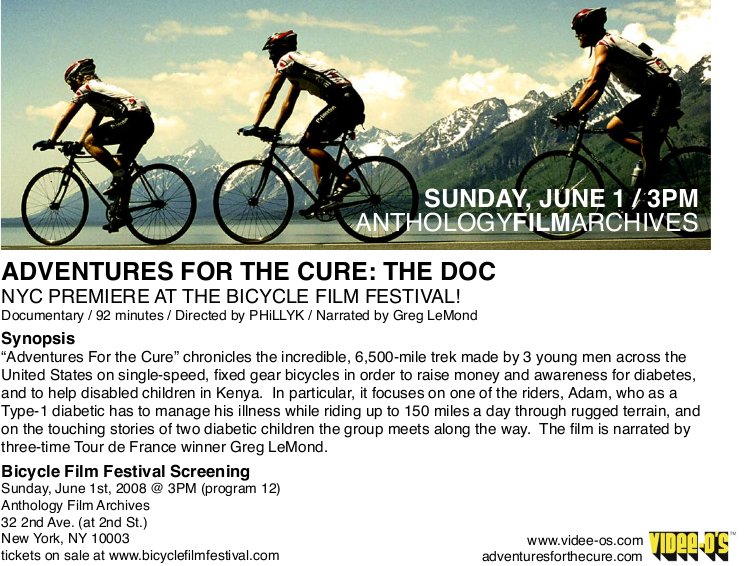 SUNDAY, JUNE 1 / 3PM
ANTHOLOGYFILMARCHIVES
ADVENTURES FOR THE CURE: THE DOC
NYC PREMIERE AT THE BICYCLE FILM FESTIVAL!
Documentary / 92 minutes / Directed by PHiLLYK / Narrated by Greg LeMond
Synopsis
“Adventures For the Cure” chronicles the incredible, 6,500-mile trek made by 3 young men across the
United States on single-speed, fixed gear bicycles in order to raise money and awareness for diabetes,
and to help disabled children in Kenya.  In particular, it focuses on one of the riders, Adam, who as a
Type-1 diabetic has to manage his illness while riding up to 150 miles a day through rugged terrain, and
on the touching stories of two diabetic children the group meets along the way.  The film is narrated by
three-time Tour de France winner Greg LeMond.
Bicycle Film Festival Screening
Sunday, June 1st, 2008 @ 3PM (program 12)
Anthology Film Archives
32 2nd Ave. (at 2nd St.)
New York, NY 10003
tickets on sale at www.bicyclefilmfestival.com
www.videe-os.com
adventuresforthecure.com
VIDEE-O'S™